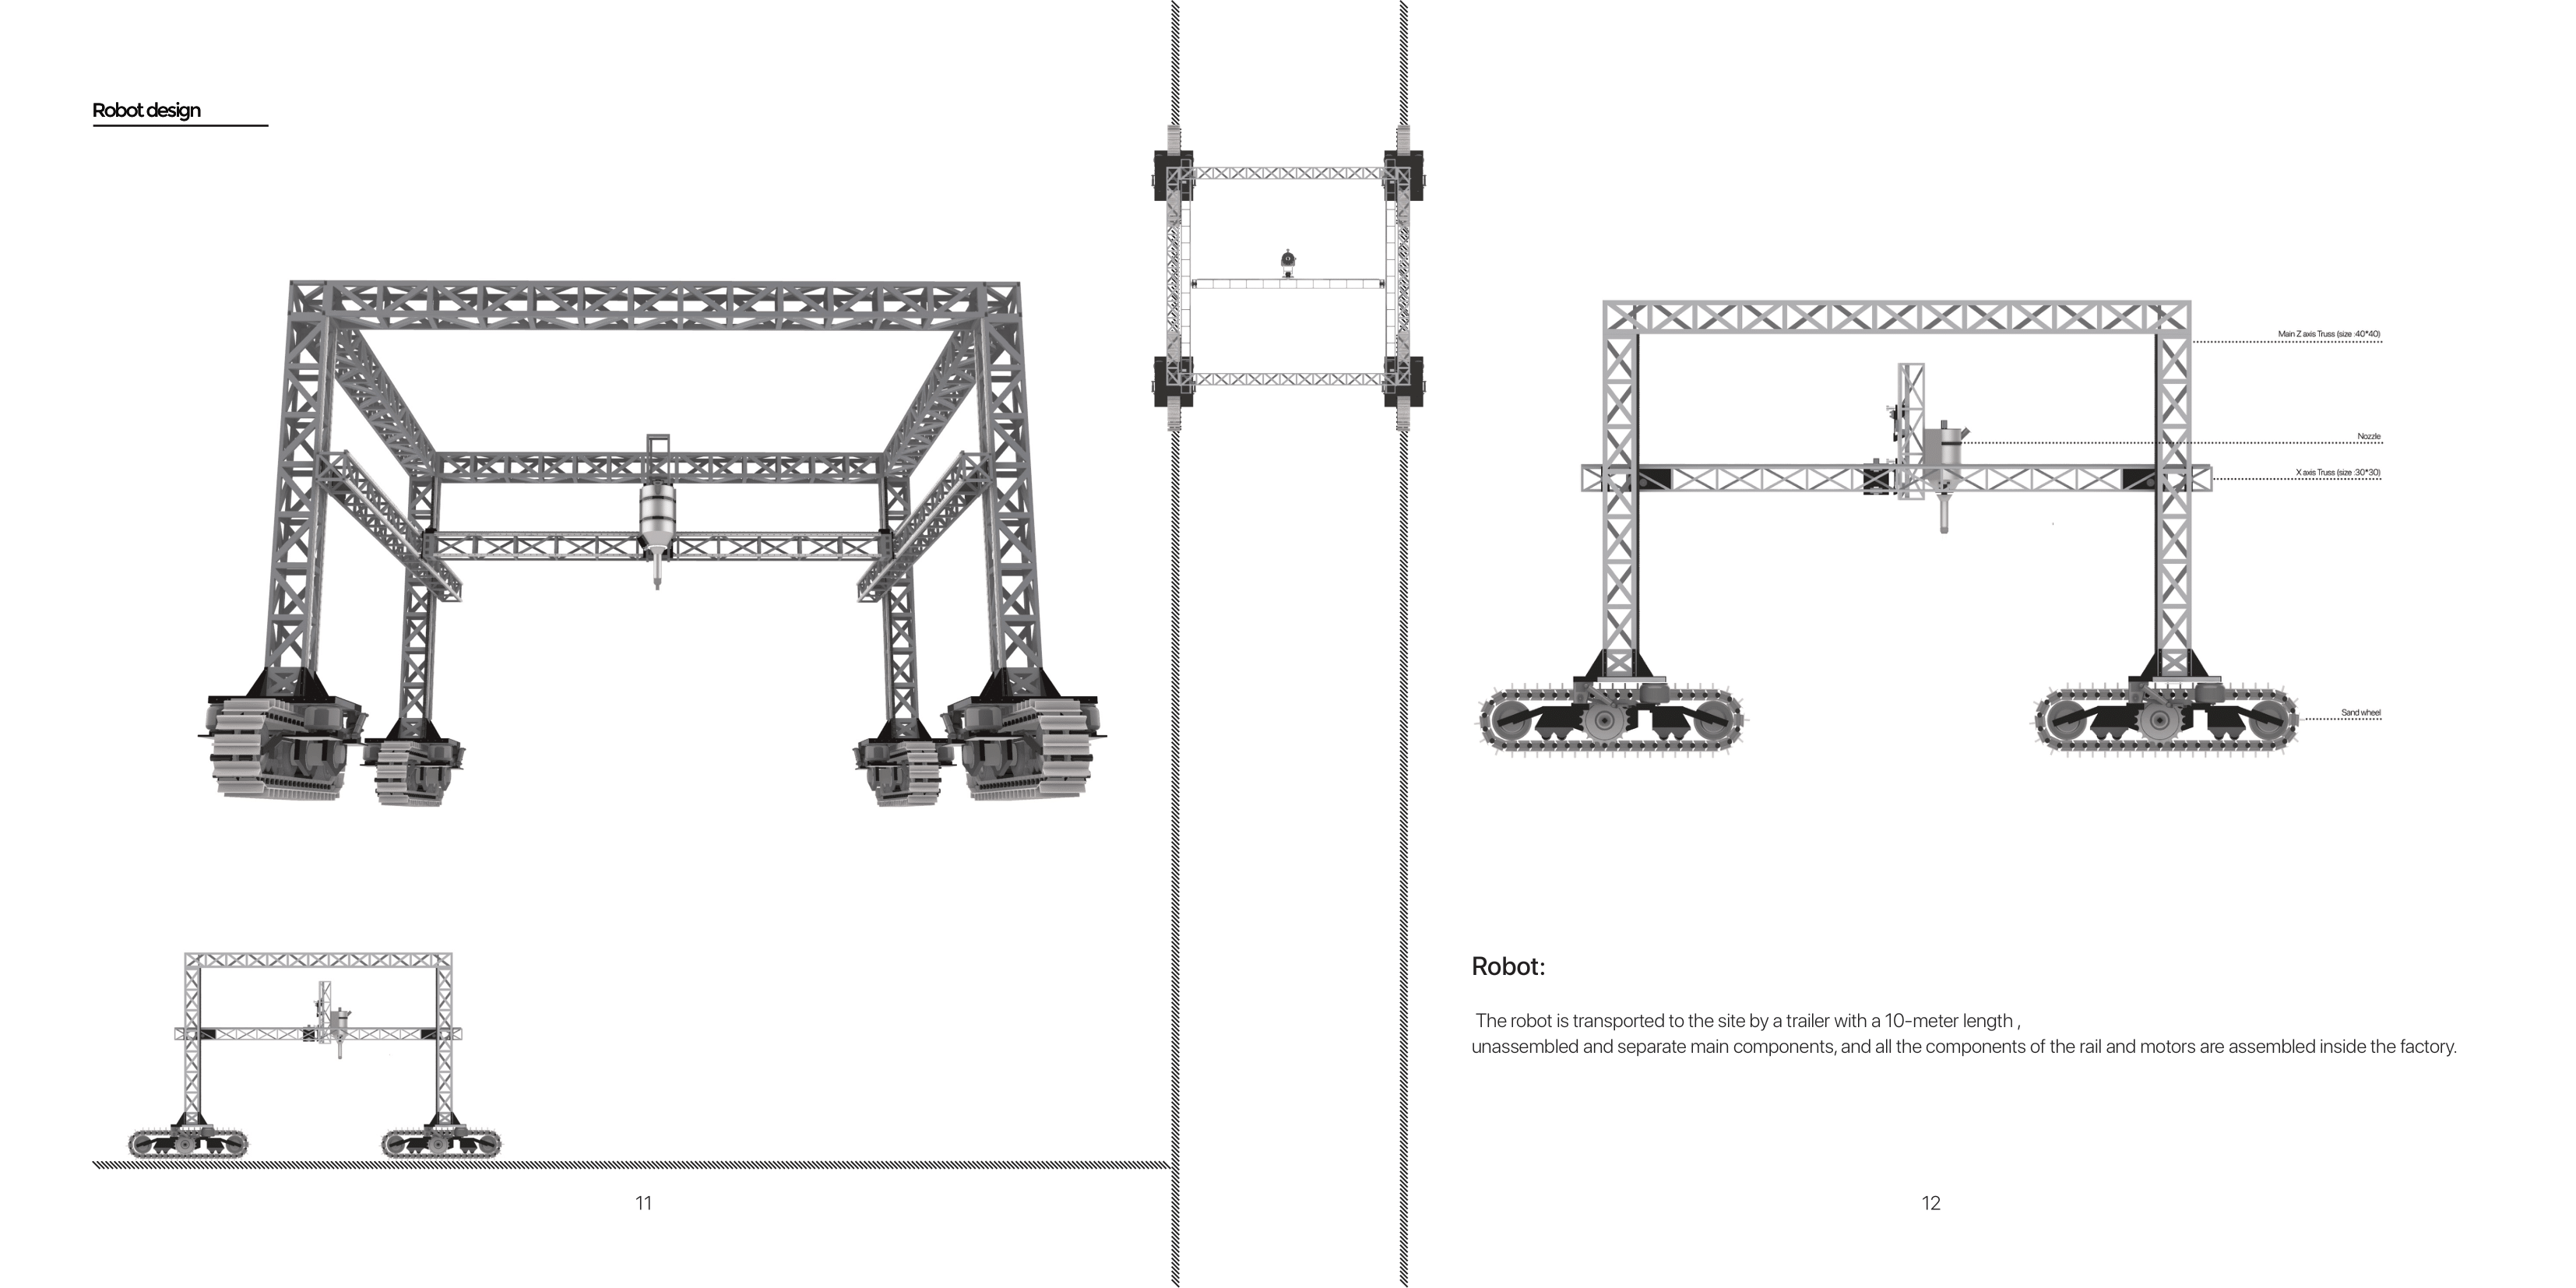 Robot design
Main Z axis Truss (size :40*40)
Nozzle
X axis Truss (size :30*30)
Sand wheel
Robot:
The robot is transported to the site by a trailer with a 10-meter length ,
unassembled and separate main components, and all the components of the rail and motors are assembled inside the factory.
11
12